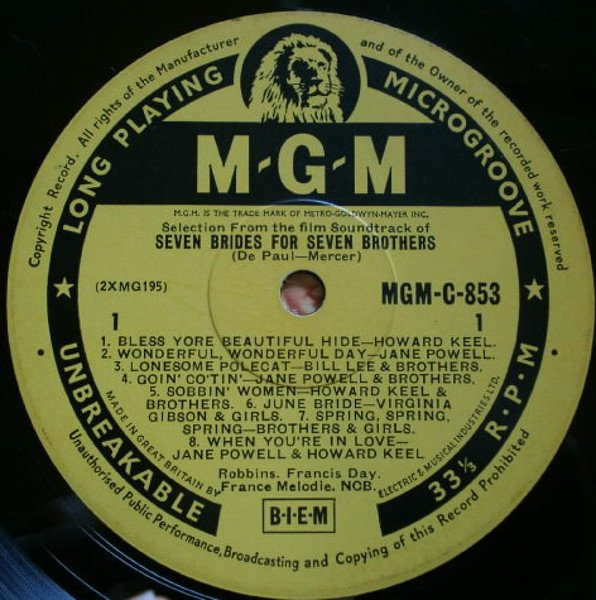 Copyright Record. All rights of the Manufacturer and of the Owner of the recorded work reserved
LONG PLAYING MICROGROOVE
M-G-M
M.G.M. IS THE TRADE MARK OF METRO-GOLDWYN-MAYER INC.
Selection From the film Soundtrack of
SEVEN BRIDES FOR SEVEN BROTHERS
(De Paul—Mercer)
(2XMG195) MGM-C-853
1 1
1. BLESS YORE BEAUTIFUL HIDE—HOWARD KEEL.
2. WONDERFUL, WONDERFUL DAY—JANE POWELL.
3. LONESOME POLECAT—BILL LEE & BROTHERS.
4. GOIN' CO'TIN'—JANE POWELL & BROTHERS.
5. SOBBIN' WOMEN—HOWARD KEEL &
BROTHERS. 6. JUNE BRIDE—VIRGINIA
GIBSON & GIRLS. 7. SPRING, SPRING,
SPRING—BROTHERS & GIRLS.
8. WHEN YOU'RE IN LOVE—
JANE POWELL & HOWARD KEEL
Robbins. Francis Day.
France Melodie. NCB.
B·I·E·M
MADE IN GREAT BRITAIN BY ELECTRIC & MUSICAL INDUSTRIES LTD.
UNBREAKABLE 33⅓ R·P·M
Unauthorised Public Performance, Broadcasting and Copying of this Record Prohibited